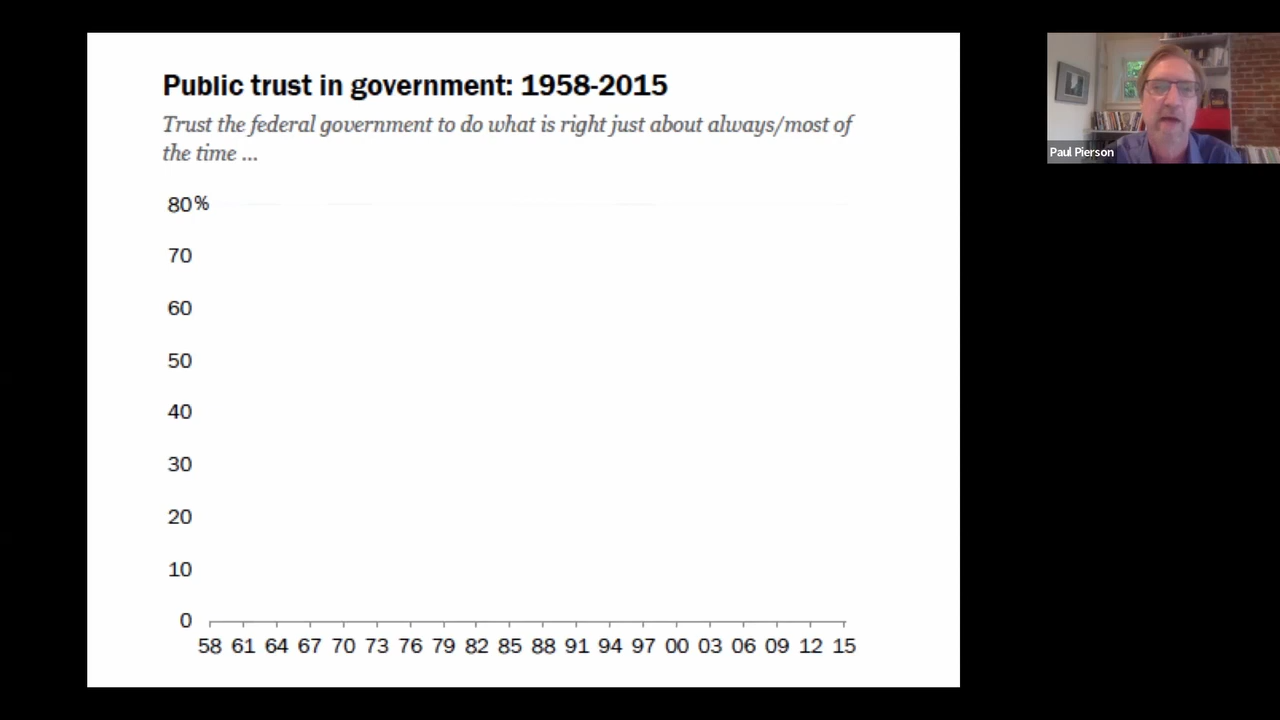 Public trust in government: 1958-2015
Trust the federal government to do what is right just about always/most of
the time ...
80%
70
60
50
40
30
20
10
0
58 61 64 67 70 73 76 79 82 85 88 91 94 97 00 03 06 09 12 15
Paul Pierson